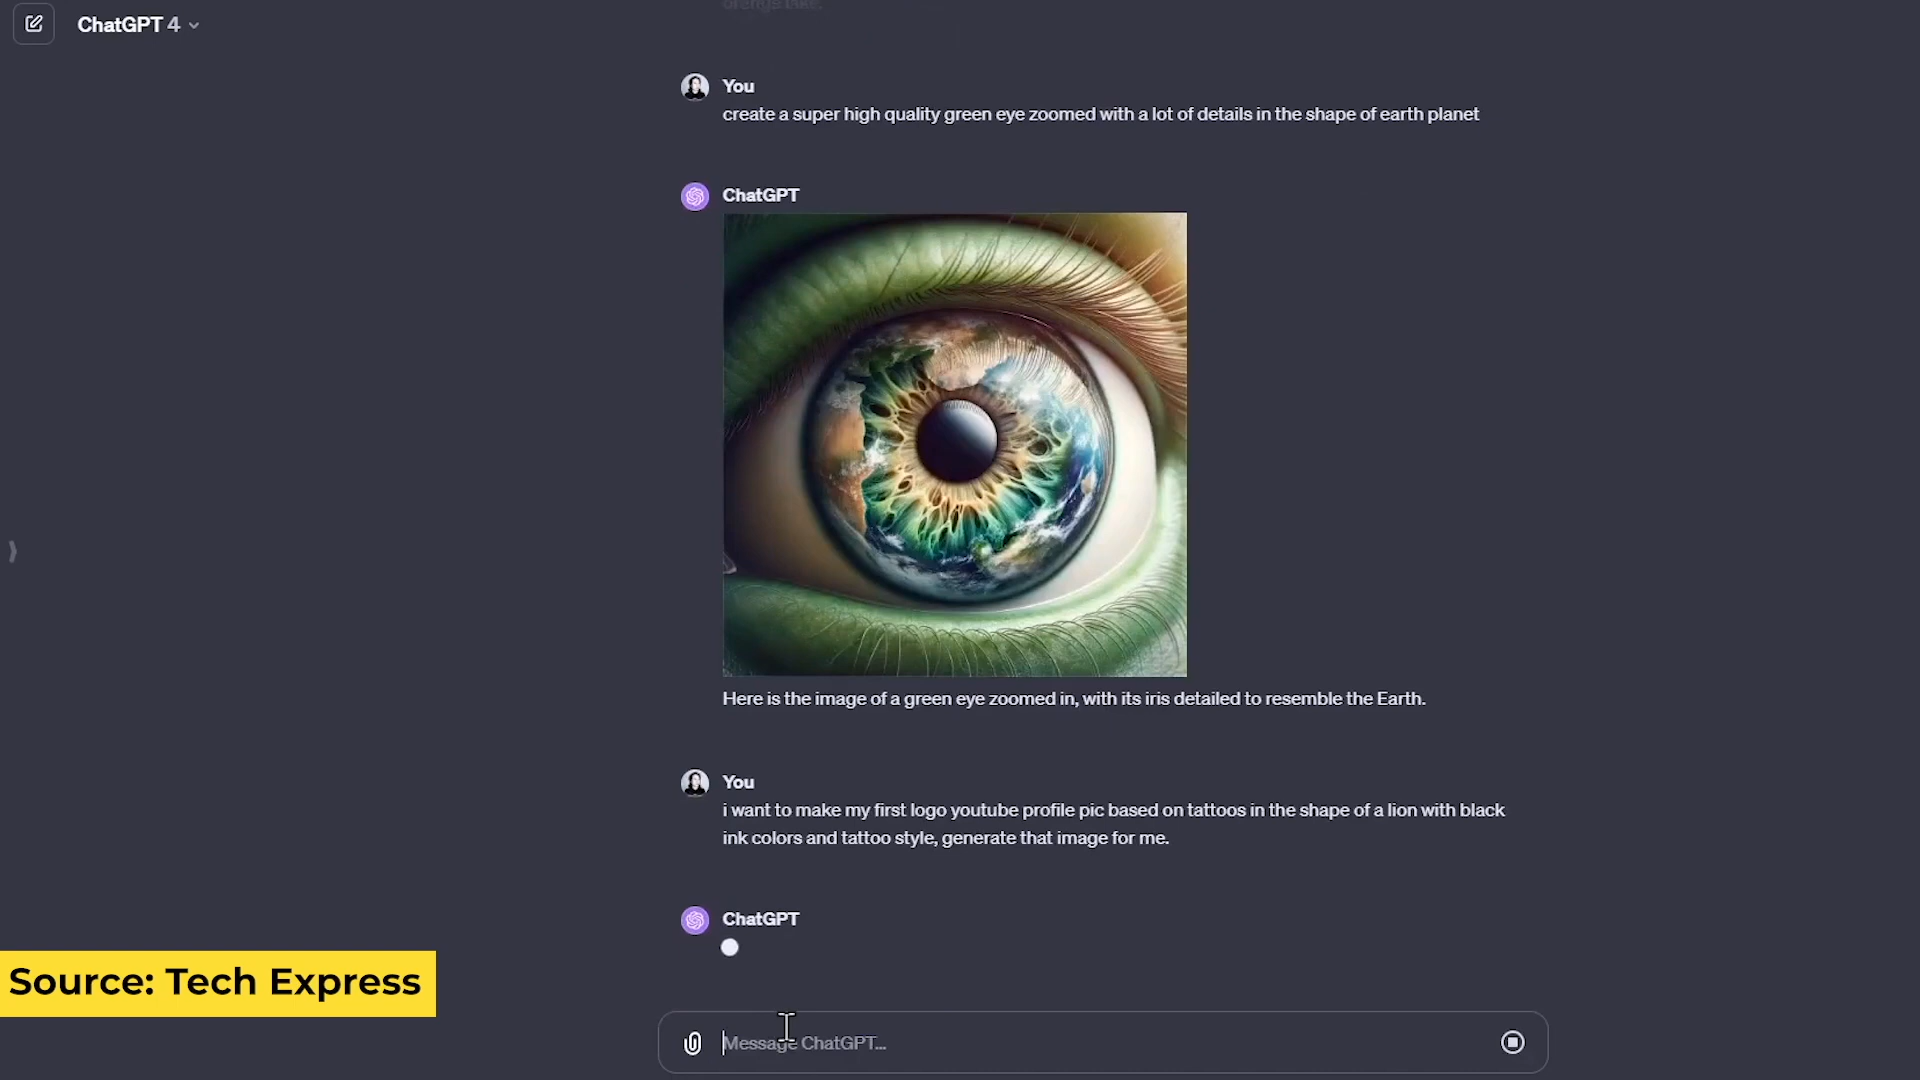 ChatGPT 4
You
create a super high quality green eye zoomed with a lot of details in the shape of earth planet
ChatGPT
Here is the image of a green eye zoomed in, with its iris detailed to resemble the Earth.
You
i want to make my first logo youtube profile pic based on tattoos in the shape of a lion with black
ink colors and tattoo style, generate that image for me.
ChatGPT
Source: Tech Express
Message ChatGPT...